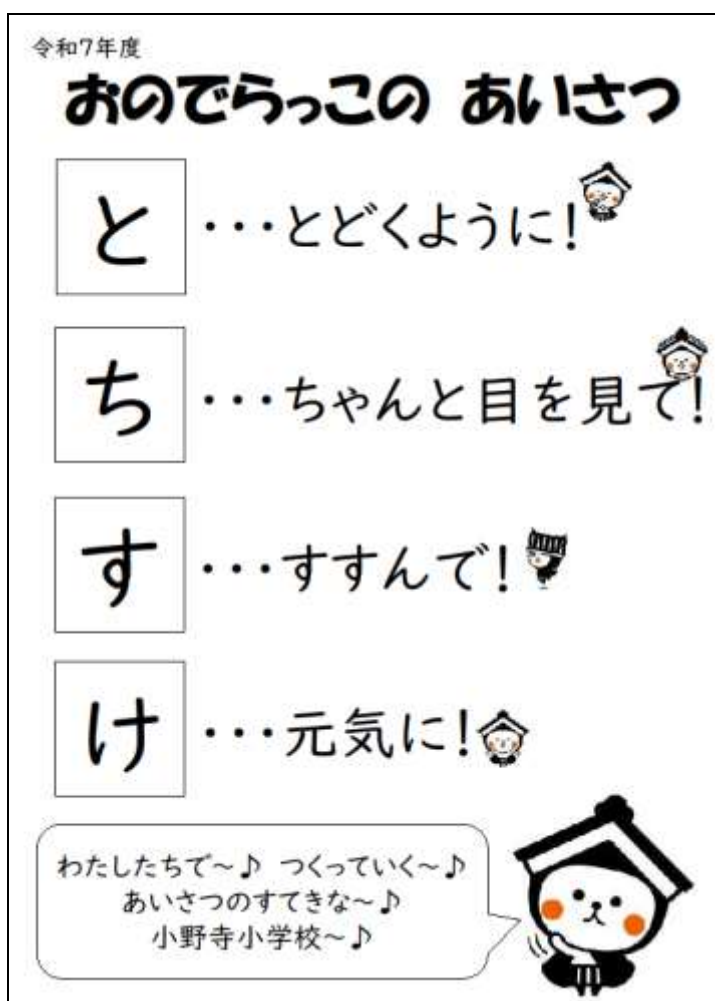 令和7年度
おのでらっこの あいさつ
と ・・・とどくように!
ち ・・・ちゃんと目を見て!
す ・・・すすんで!
け ・・・元気に!
わたしたちで～♪ つくっていく～♪
あいさつのすてきな～♪
小野寺小学校～♪